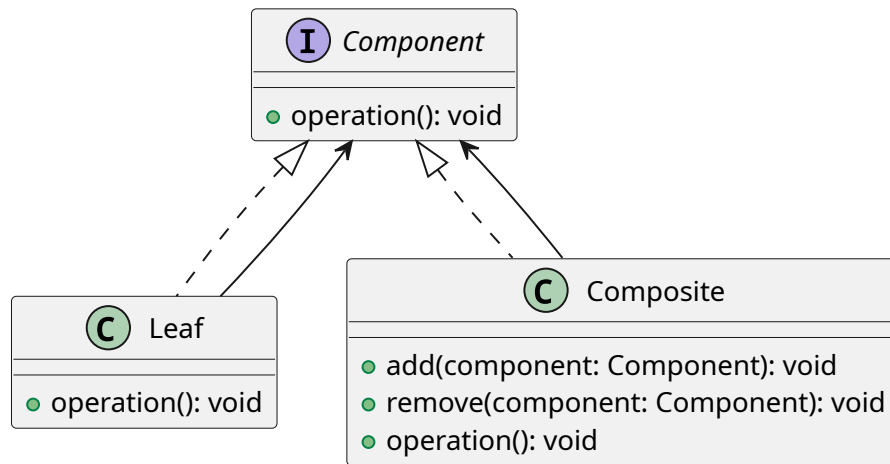 I Component
operation(): void
C Leaf
operation(): void
C Composite
add(component: Component): void
remove(component: Component): void
operation(): void